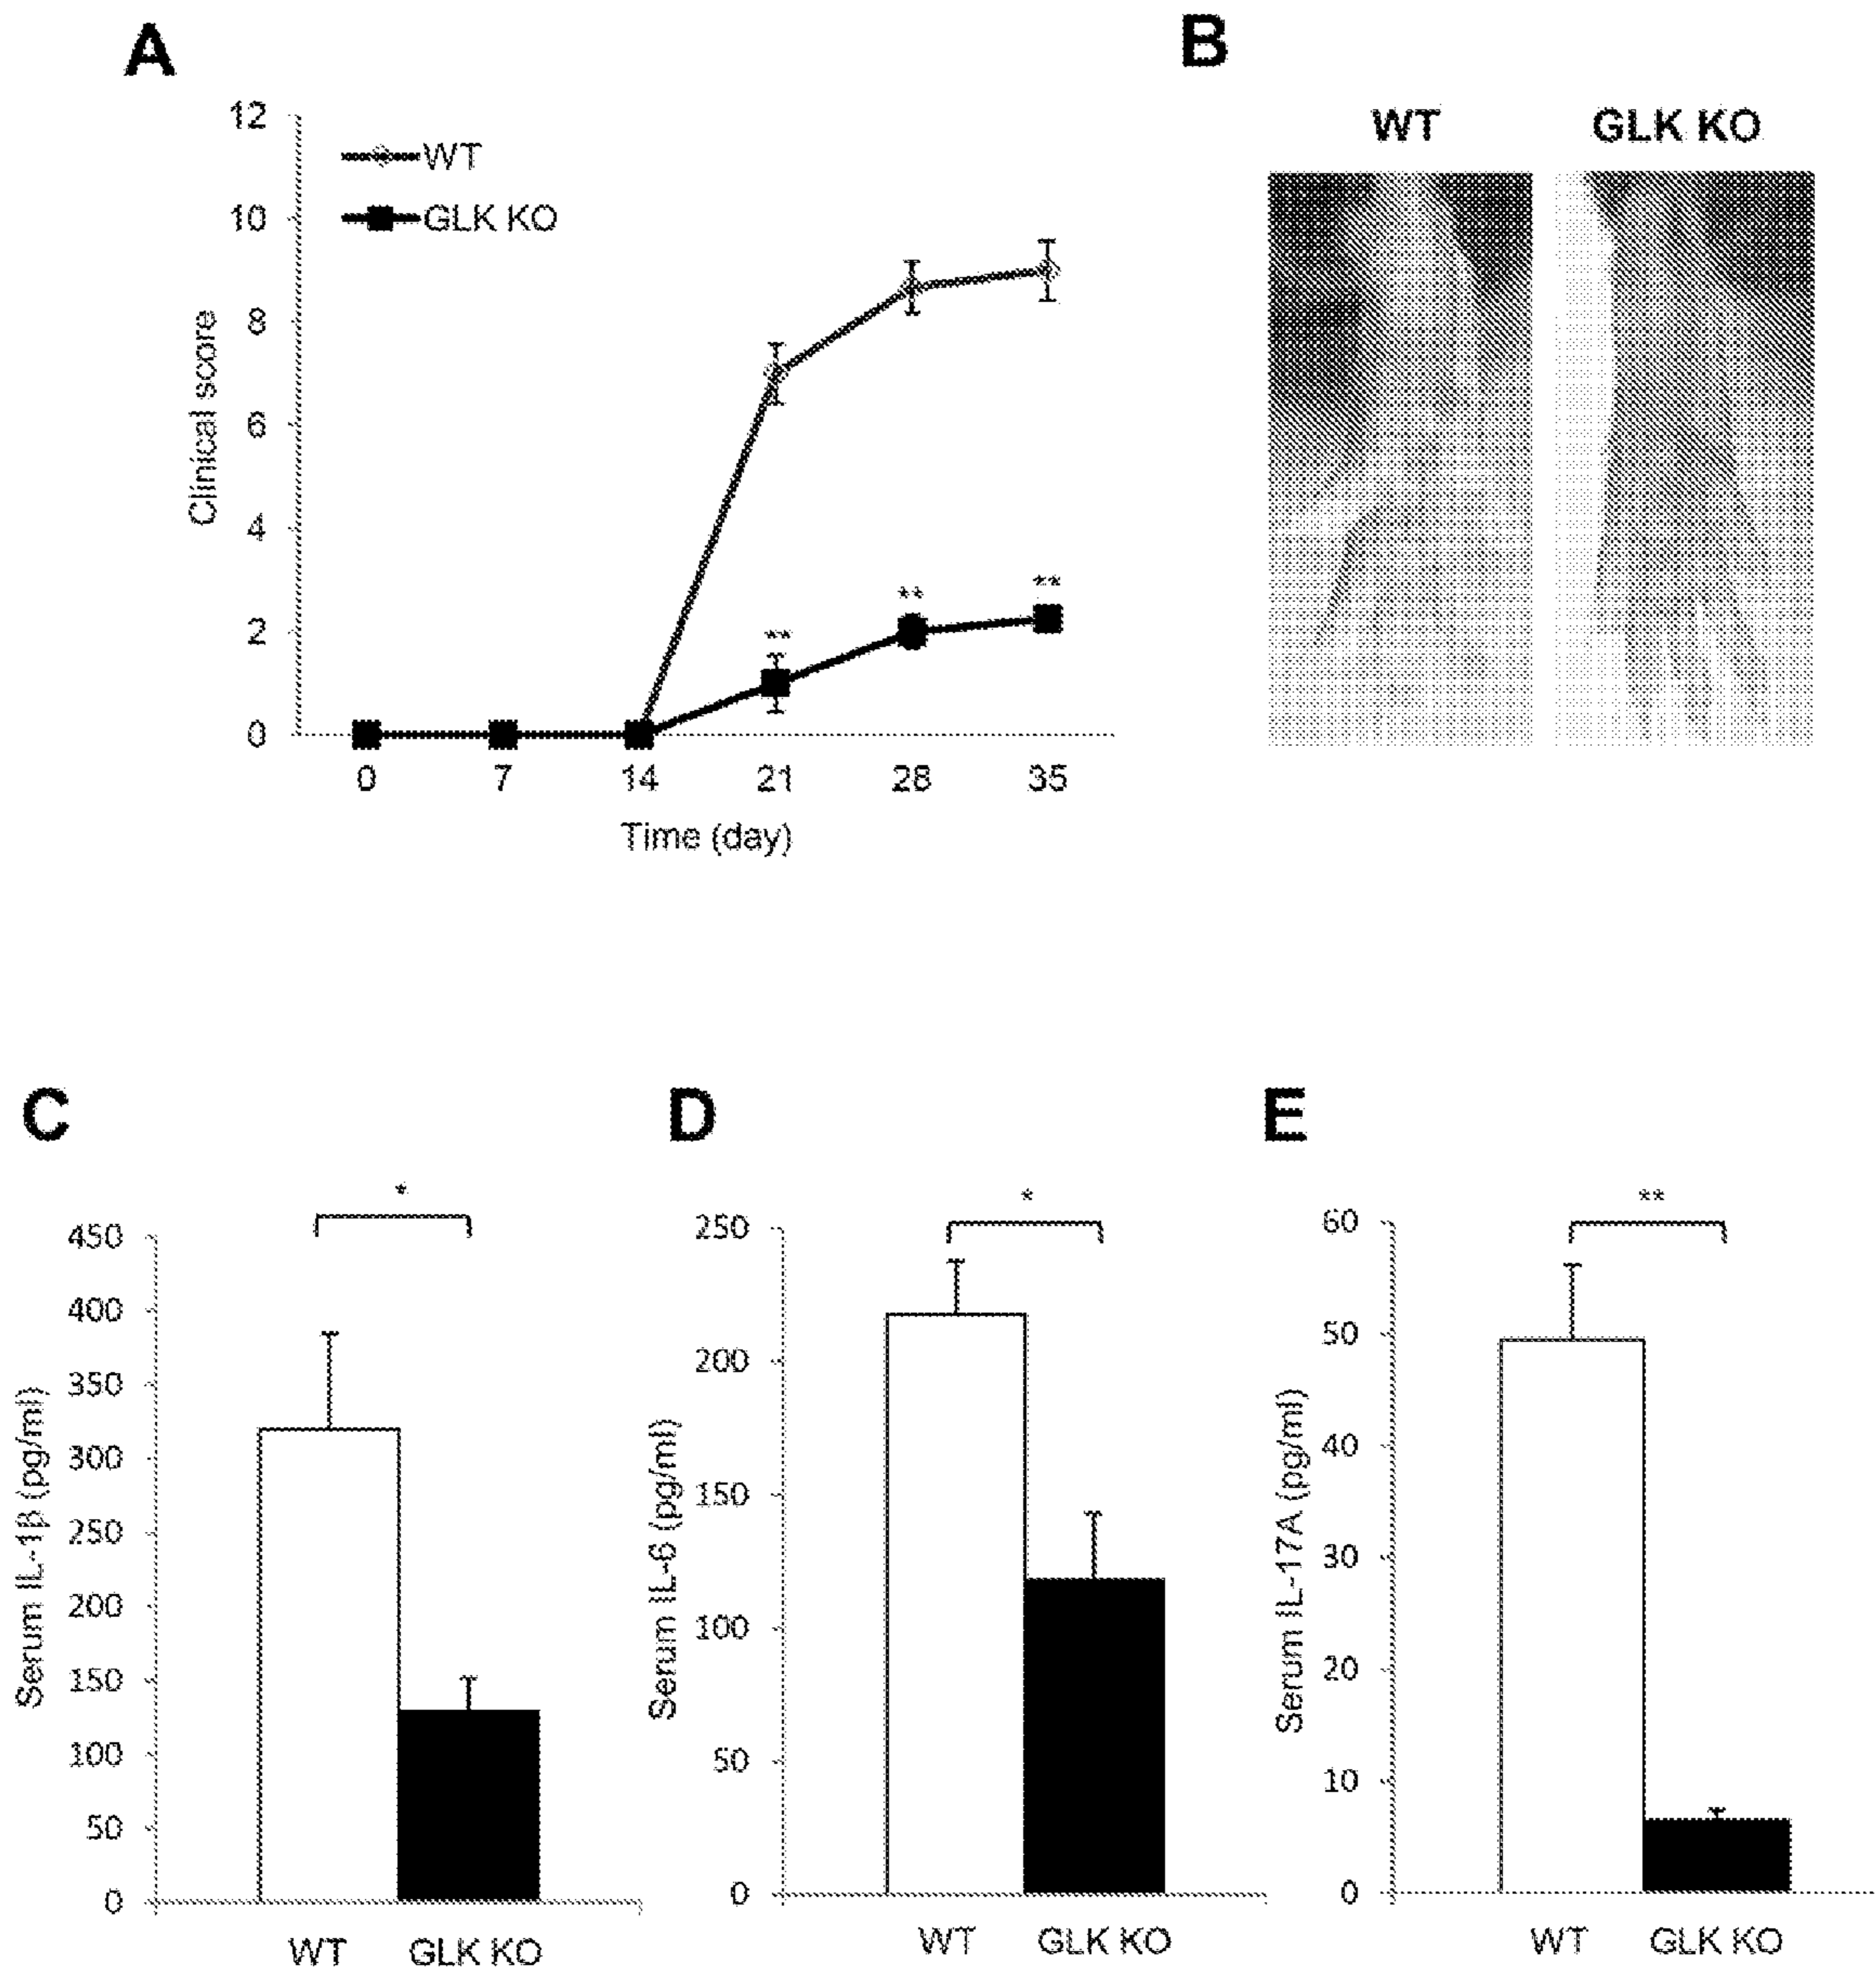 A
12
10
8
6
4
2
0
Clinical score
WT
GLK KO
**
**
**
0 7 14 21 28 35
Time (day)
B
WT GLK KO
C
*
450
400
350
300
250
200
150
100
50
0
Serum IL-1β (pg/ml)
WT GLK KO
D
*
250
200
150
100
50
0
Serum IL-6 (pg/ml)
WT GLK KO
E
**
60
50
40
30
20
10
0
Serum IL-17A (pg/ml)
WT GLK KO